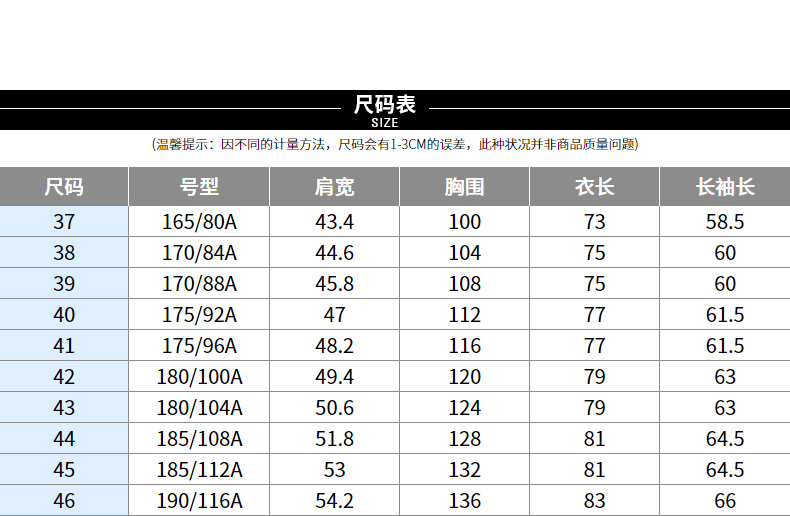 尺码表
SIZE
(温馨提示：因不同的计量方法，尺码会有1-3CM的误差，此种状况并非商品质量问题)
尺码 号型 肩宽 胸围 衣长 长袖长
37 165/80A 43.4 100 73 58.5
38 170/84A 44.6 104 75 60
39 170/88A 45.8 108 75 60
40 175/92A 47 112 77 61.5
41 175/96A 48.2 116 77 61.5
42 180/100A 49.4 120 79 63
43 180/104A 50.6 124 79 63
44 185/108A 51.8 128 81 64.5
45 185/112A 53 132 81 64.5
46 190/116A 54.2 136 83 66